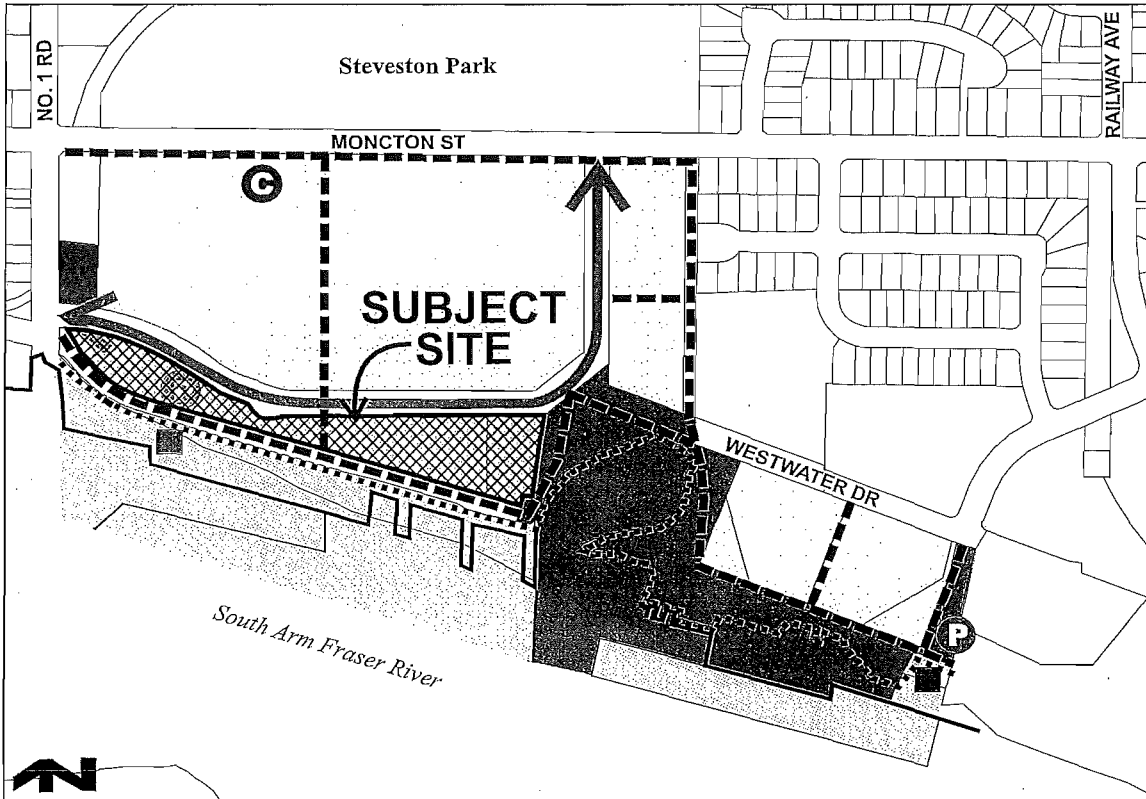 NO. 1 RD
Steveston Park
RAILWAY AVE
MONCTON ST
C
SUBJECT
SITE
WESTWATER DR
P
South Arm Fraser River
N